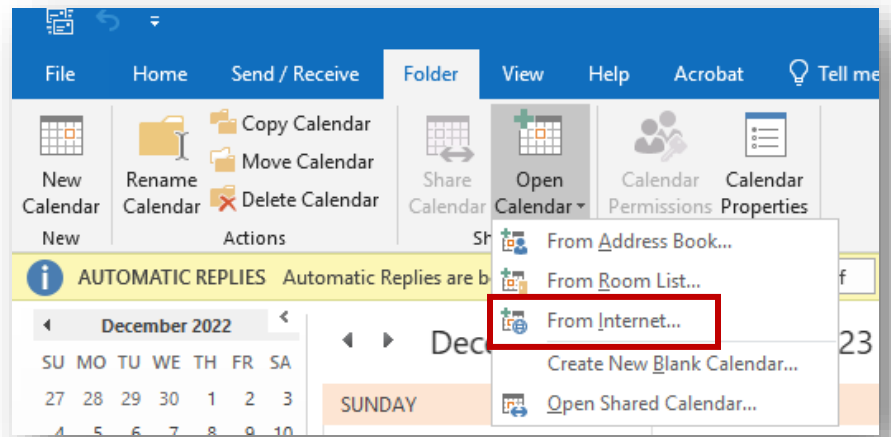 File Home Send / Receive Folder View Help Acrobat Tell me
New Calendar
Rename Calendar
Copy Calendar
Move Calendar
Delete Calendar
Share Calendar
Open Calendar
Calendar Permissions
Calendar Properties
New Actions
From Address Book...
From Room List...
From Internet...
Create New Blank Calendar...
Open Shared Calendar...
AUTOMATIC REPLIES Automatic Replies are
December 2022
SU MO TU WE TH FR SA
27 28 29 30 1 2 3
4 5 6 7 8 9 10
23
SUNDAY